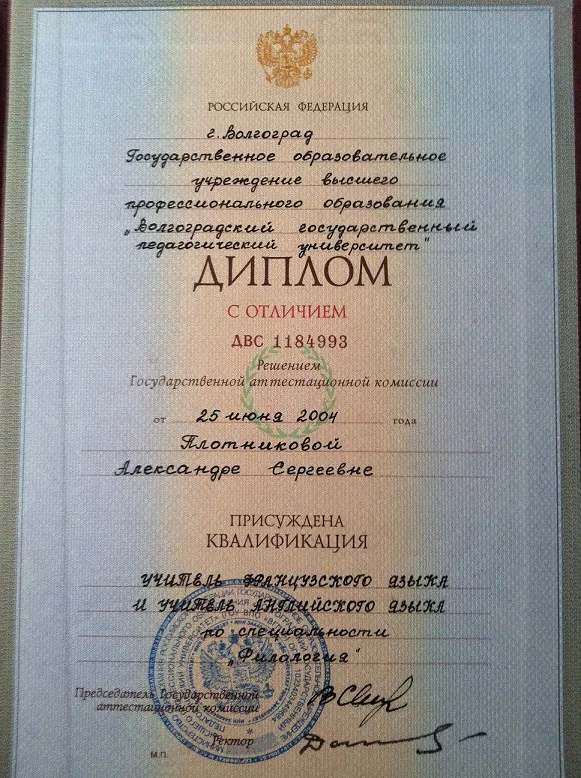 РОССИЙСКАЯ ФЕДЕРАЦИЯ
г. Волгоград
Государственное образовательное
учреждение высшего
профессионального образования
„Волгоградский государственный
педагогический университет"
ДИПЛОМ
С ОТЛИЧИЕМ
ДВС 1184993
Решением
Государственной аттестационной комиссии
от 25 июня 2004 года
Плотниковой
Александре Сергеевне
ПРИСУЖДЕНА
КВАЛИФИКАЦИЯ
УЧИТЕЛЬ ФРАНЦУЗСКОГО ЯЗЫКА
И УЧИТЕЛЬ АНГЛИЙСКОГО ЯЗЫКА
по специальности
„Филология"
Председатель Государственной
аттестационной комиссии
Ректор
М.П.